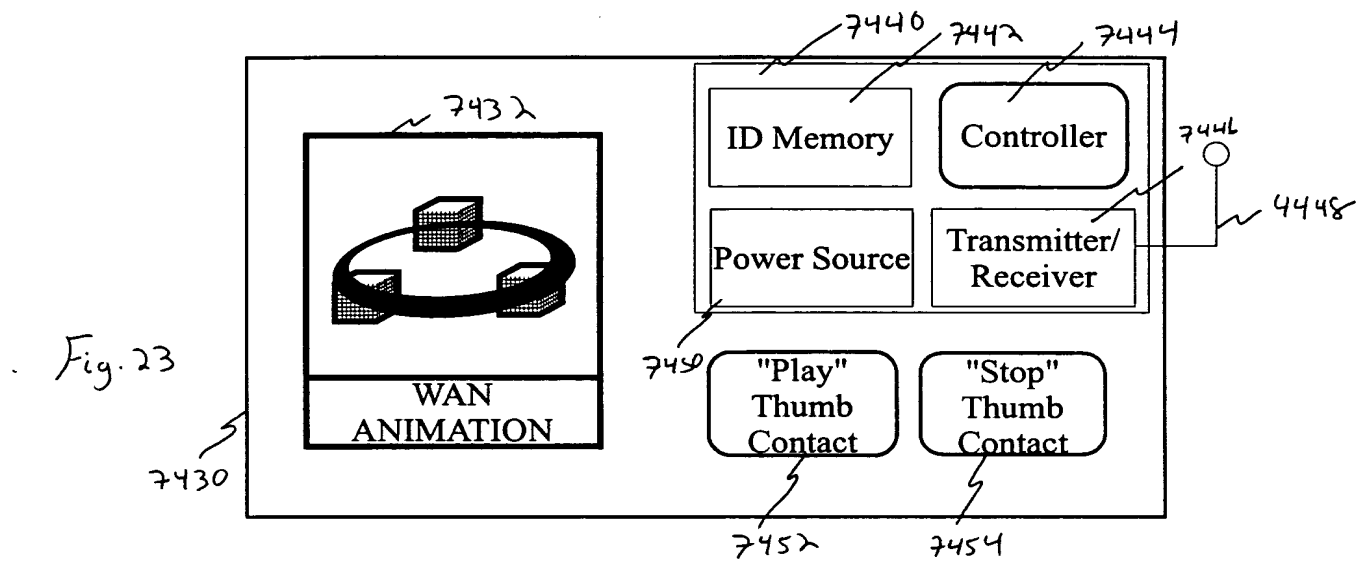 7440
7442
7444
7432
ID Memory
Controller
7446
4448
Power Source
Transmitter/
Receiver
Fig. 23
7450
WAN
ANIMATION
"Play"
Thumb
Contact
"Stop"
Thumb
Contact
7430
7452
7454